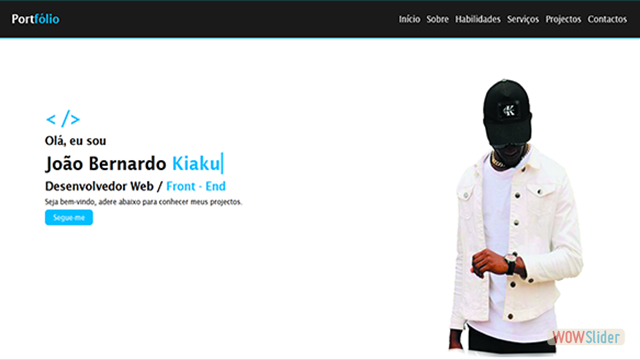 Portfólio
Início Sobre Habilidades Serviços Projectos Contactos
< />
Olá, eu sou
João Bernardo Kiaku
Desenvolvedor Web / Front - End
Seja bem-vindo, adere abaixo para conhecer meus projectos.
Segue-me
WOWSlider